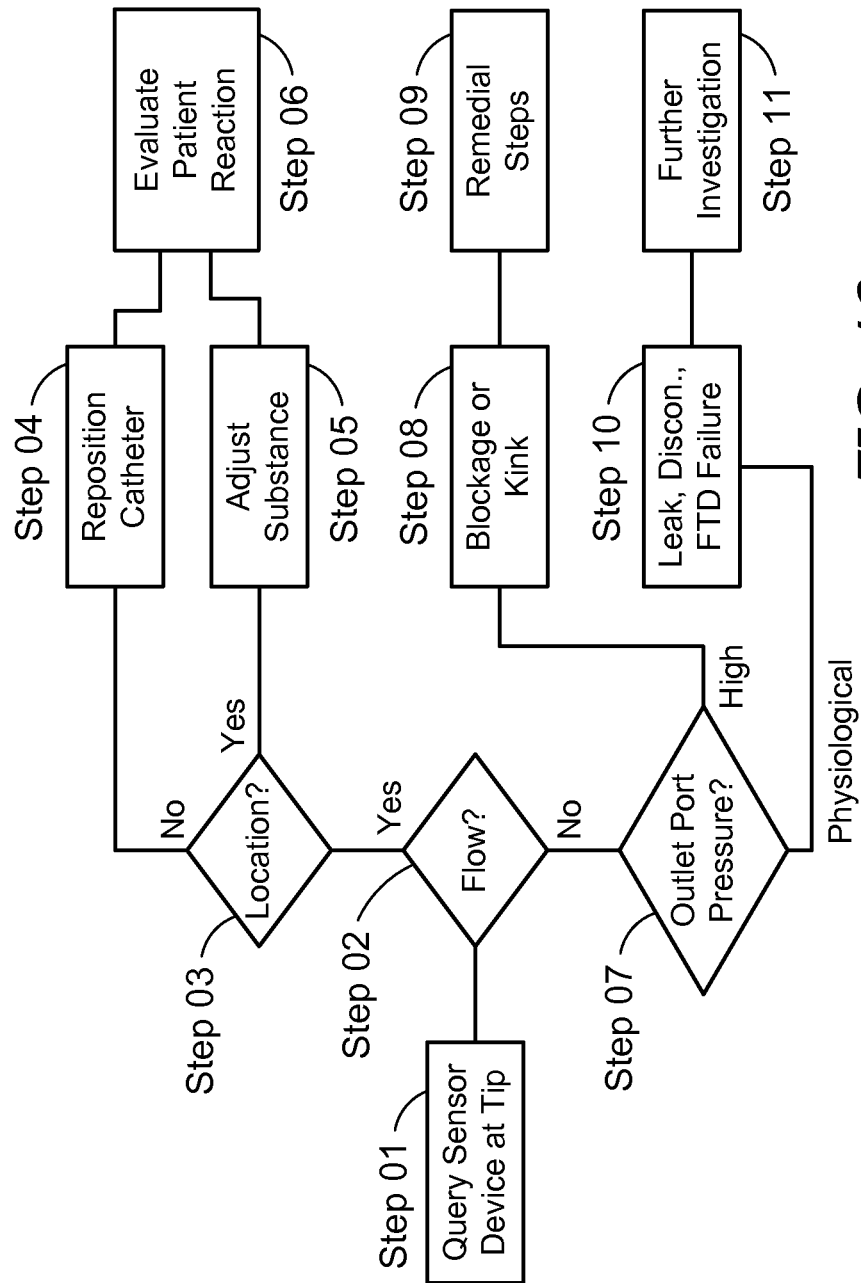 Step 01
Query Sensor
Device at Tip
Step 02
Flow?
Yes
No
Step 03
Location?
No
Yes
Step 04
Reposition
Catheter
Step 05
Adjust
Substance
Step 06
Evaluate
Patient
Reaction
Step 07
Outlet Port
Pressure?
High
Physiological
Step 08
Blockage or
Kink
Step 09
Remedial
Steps
Step 10
Leak, Discon.,
FTD Failure
Step 11
Further
Investigation